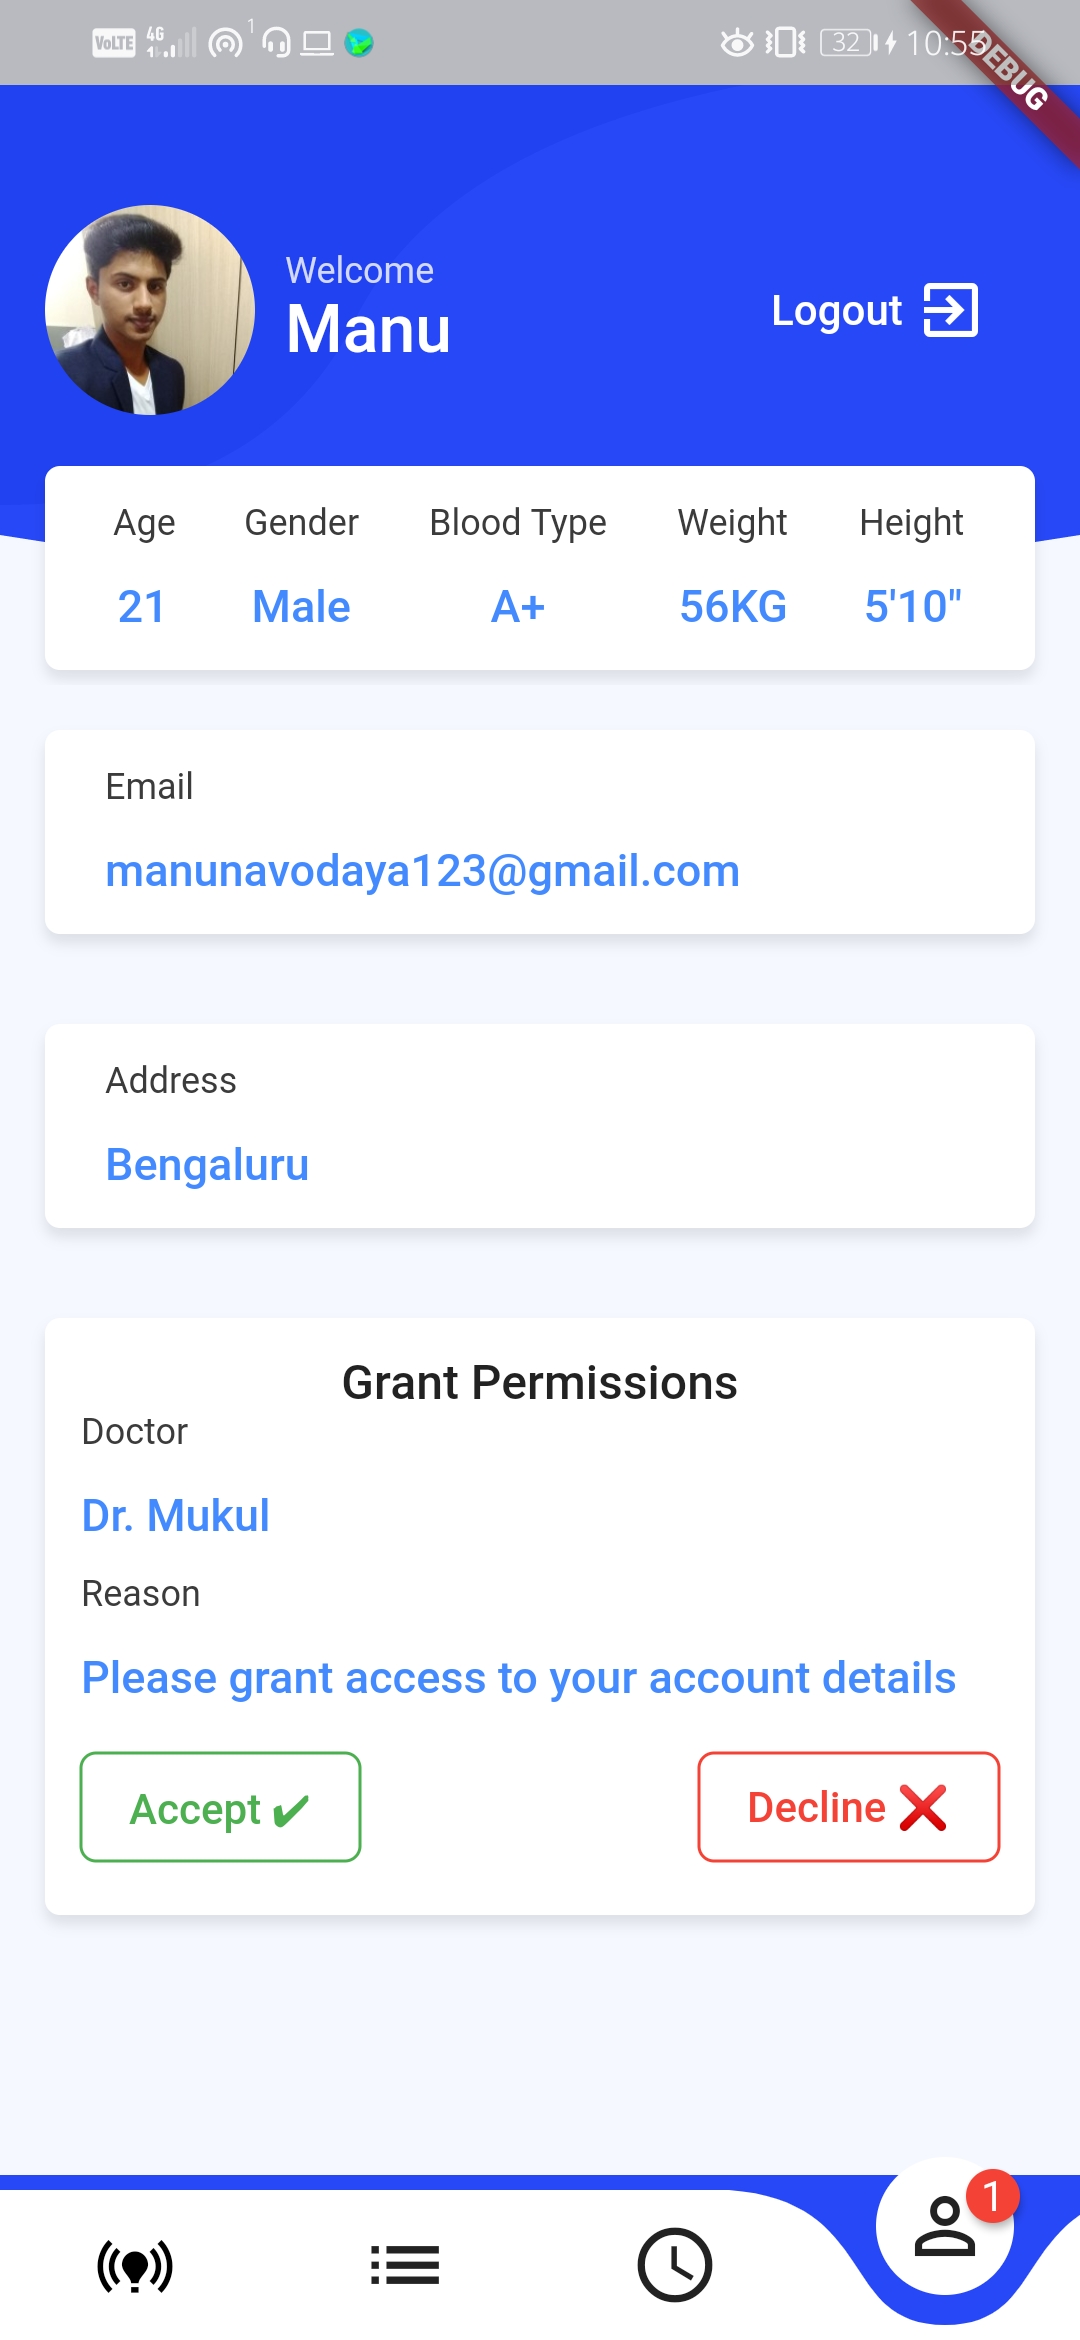 VoLTE 4G 1 32 10:55
DEBUG
Welcome
Manu
Logout
Age Gender Blood Type Weight Height
21 Male A+ 56KG 5'10"
Email
manunavodaya123@gmail.com
Address
Bengaluru
Grant Permissions
Doctor
Dr. Mukul
Reason
Please grant access to your account details
Accept ✔ Decline ❌
1